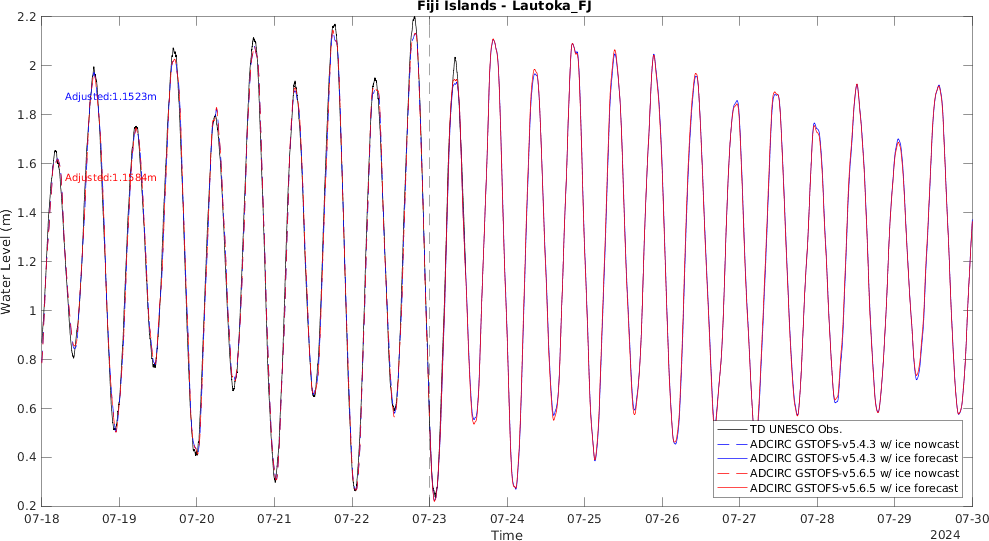 Fiji Islands - Lautoka_FJ
2.2
2
1.8
1.6
1.4
1.2
1
0.8
0.6
0.4
0.2
Water Level (m)
Adjusted:1.1523m
Adjusted:1.1584m
TD UNESCO Obs.
ADCIRC GSTOFS-v5.4.3 w/ ice nowcast
ADCIRC GSTOFS-v5.4.3 w/ ice forecast
ADCIRC GSTOFS-v5.6.5 w/ ice nowcast
ADCIRC GSTOFS-v5.6.5 w/ ice forecast
07-18 07-19 07-20 07-21 07-22 07-23 07-24 07-25 07-26 07-27 07-28 07-29 07-30
Time
2024